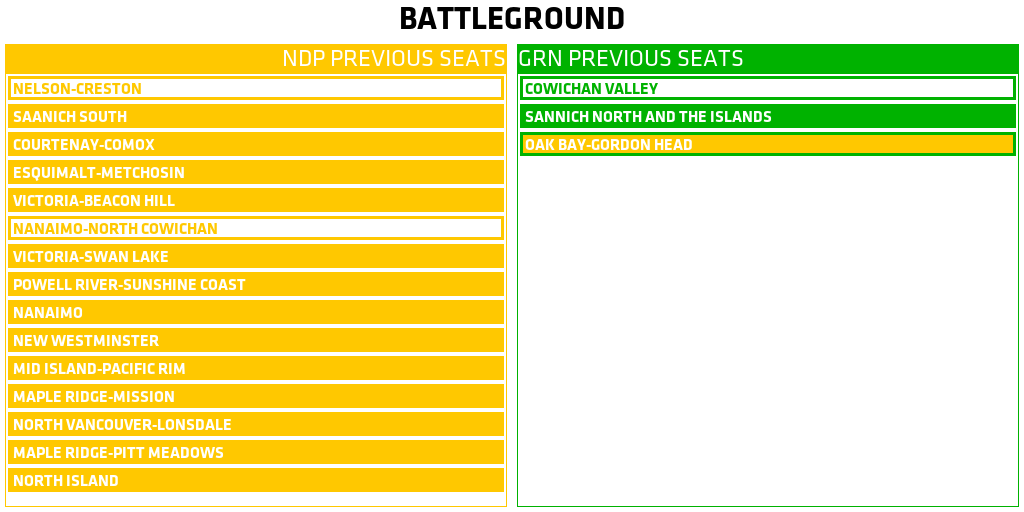 BATTLEGROUND
NDP PREVIOUS SEATS
NELSON-CRESTON
SAANICH SOUTH
COURTENAY-COMOX
ESQUIMALT-METCHOSIN
VICTORIA-BEACON HILL
NANAIMO-NORTH COWICHAN
VICTORIA-SWAN LAKE
POWELL RIVER-SUNSHINE COAST
NANAIMO
NEW WESTMINSTER
MID ISLAND-PACIFIC RIM
MAPLE RIDGE-MISSION
NORTH VANCOUVER-LONSDALE
MAPLE RIDGE-PITT MEADOWS
NORTH ISLAND
GRN PREVIOUS SEATS
COWICHAN VALLEY
SANNICH NORTH AND THE ISLANDS
OAK BAY-GORDON HEAD